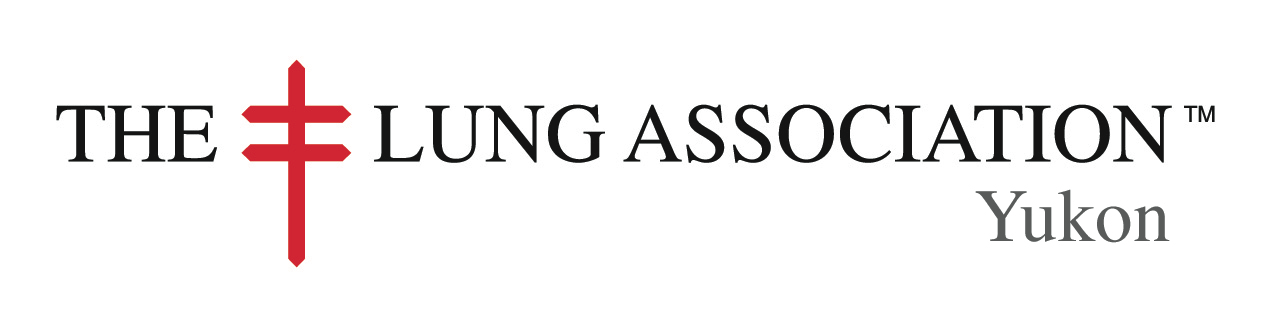 THE LUNG ASSOCIATION™
Yukon